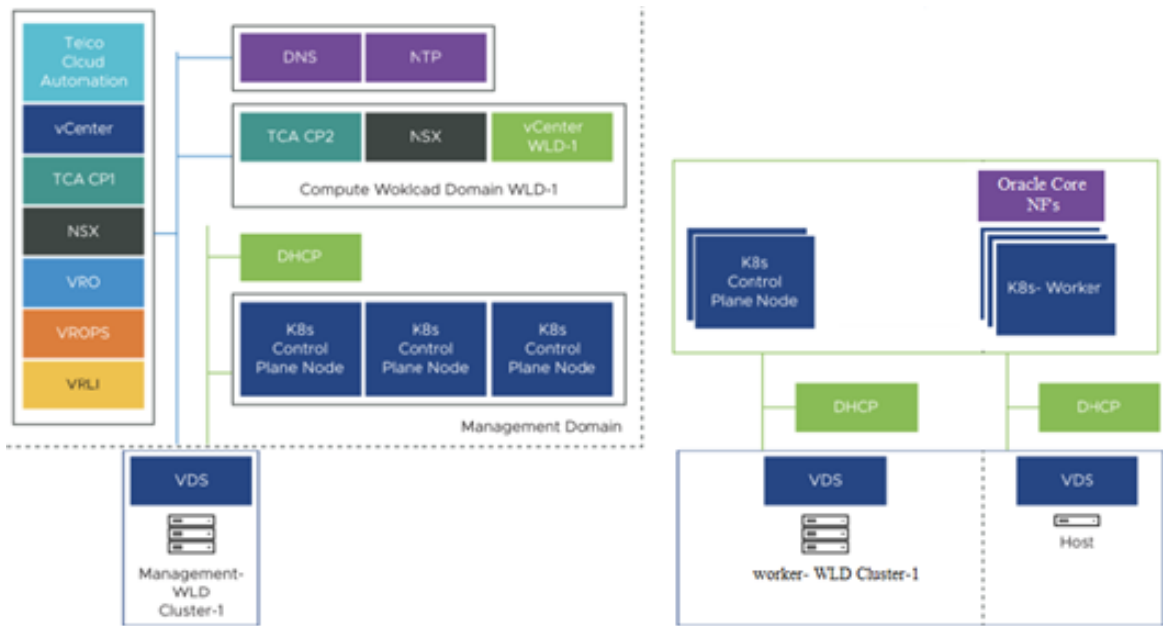 Telco
Clcud
Automation
vCenter
TCA CP1
NSX
VRO
VROPS
VRLI
DNS
NTP
TCA CP2
NSX
vCenter
WLD-1
Compute Woklcad Domain WLD-1
DHCP
K8s
Control
Plane Node
K8s
Control
Plane Node
K8s
Control
Plane Node
Management Domain
VDS
Management-
WLD
Cluster-1
Oracle Core
NF's
K8s
Control
Plane Node
K8s- Worker
DHCP
DHCP
VDS
worker- WLD Cluster-1
VDS
Host